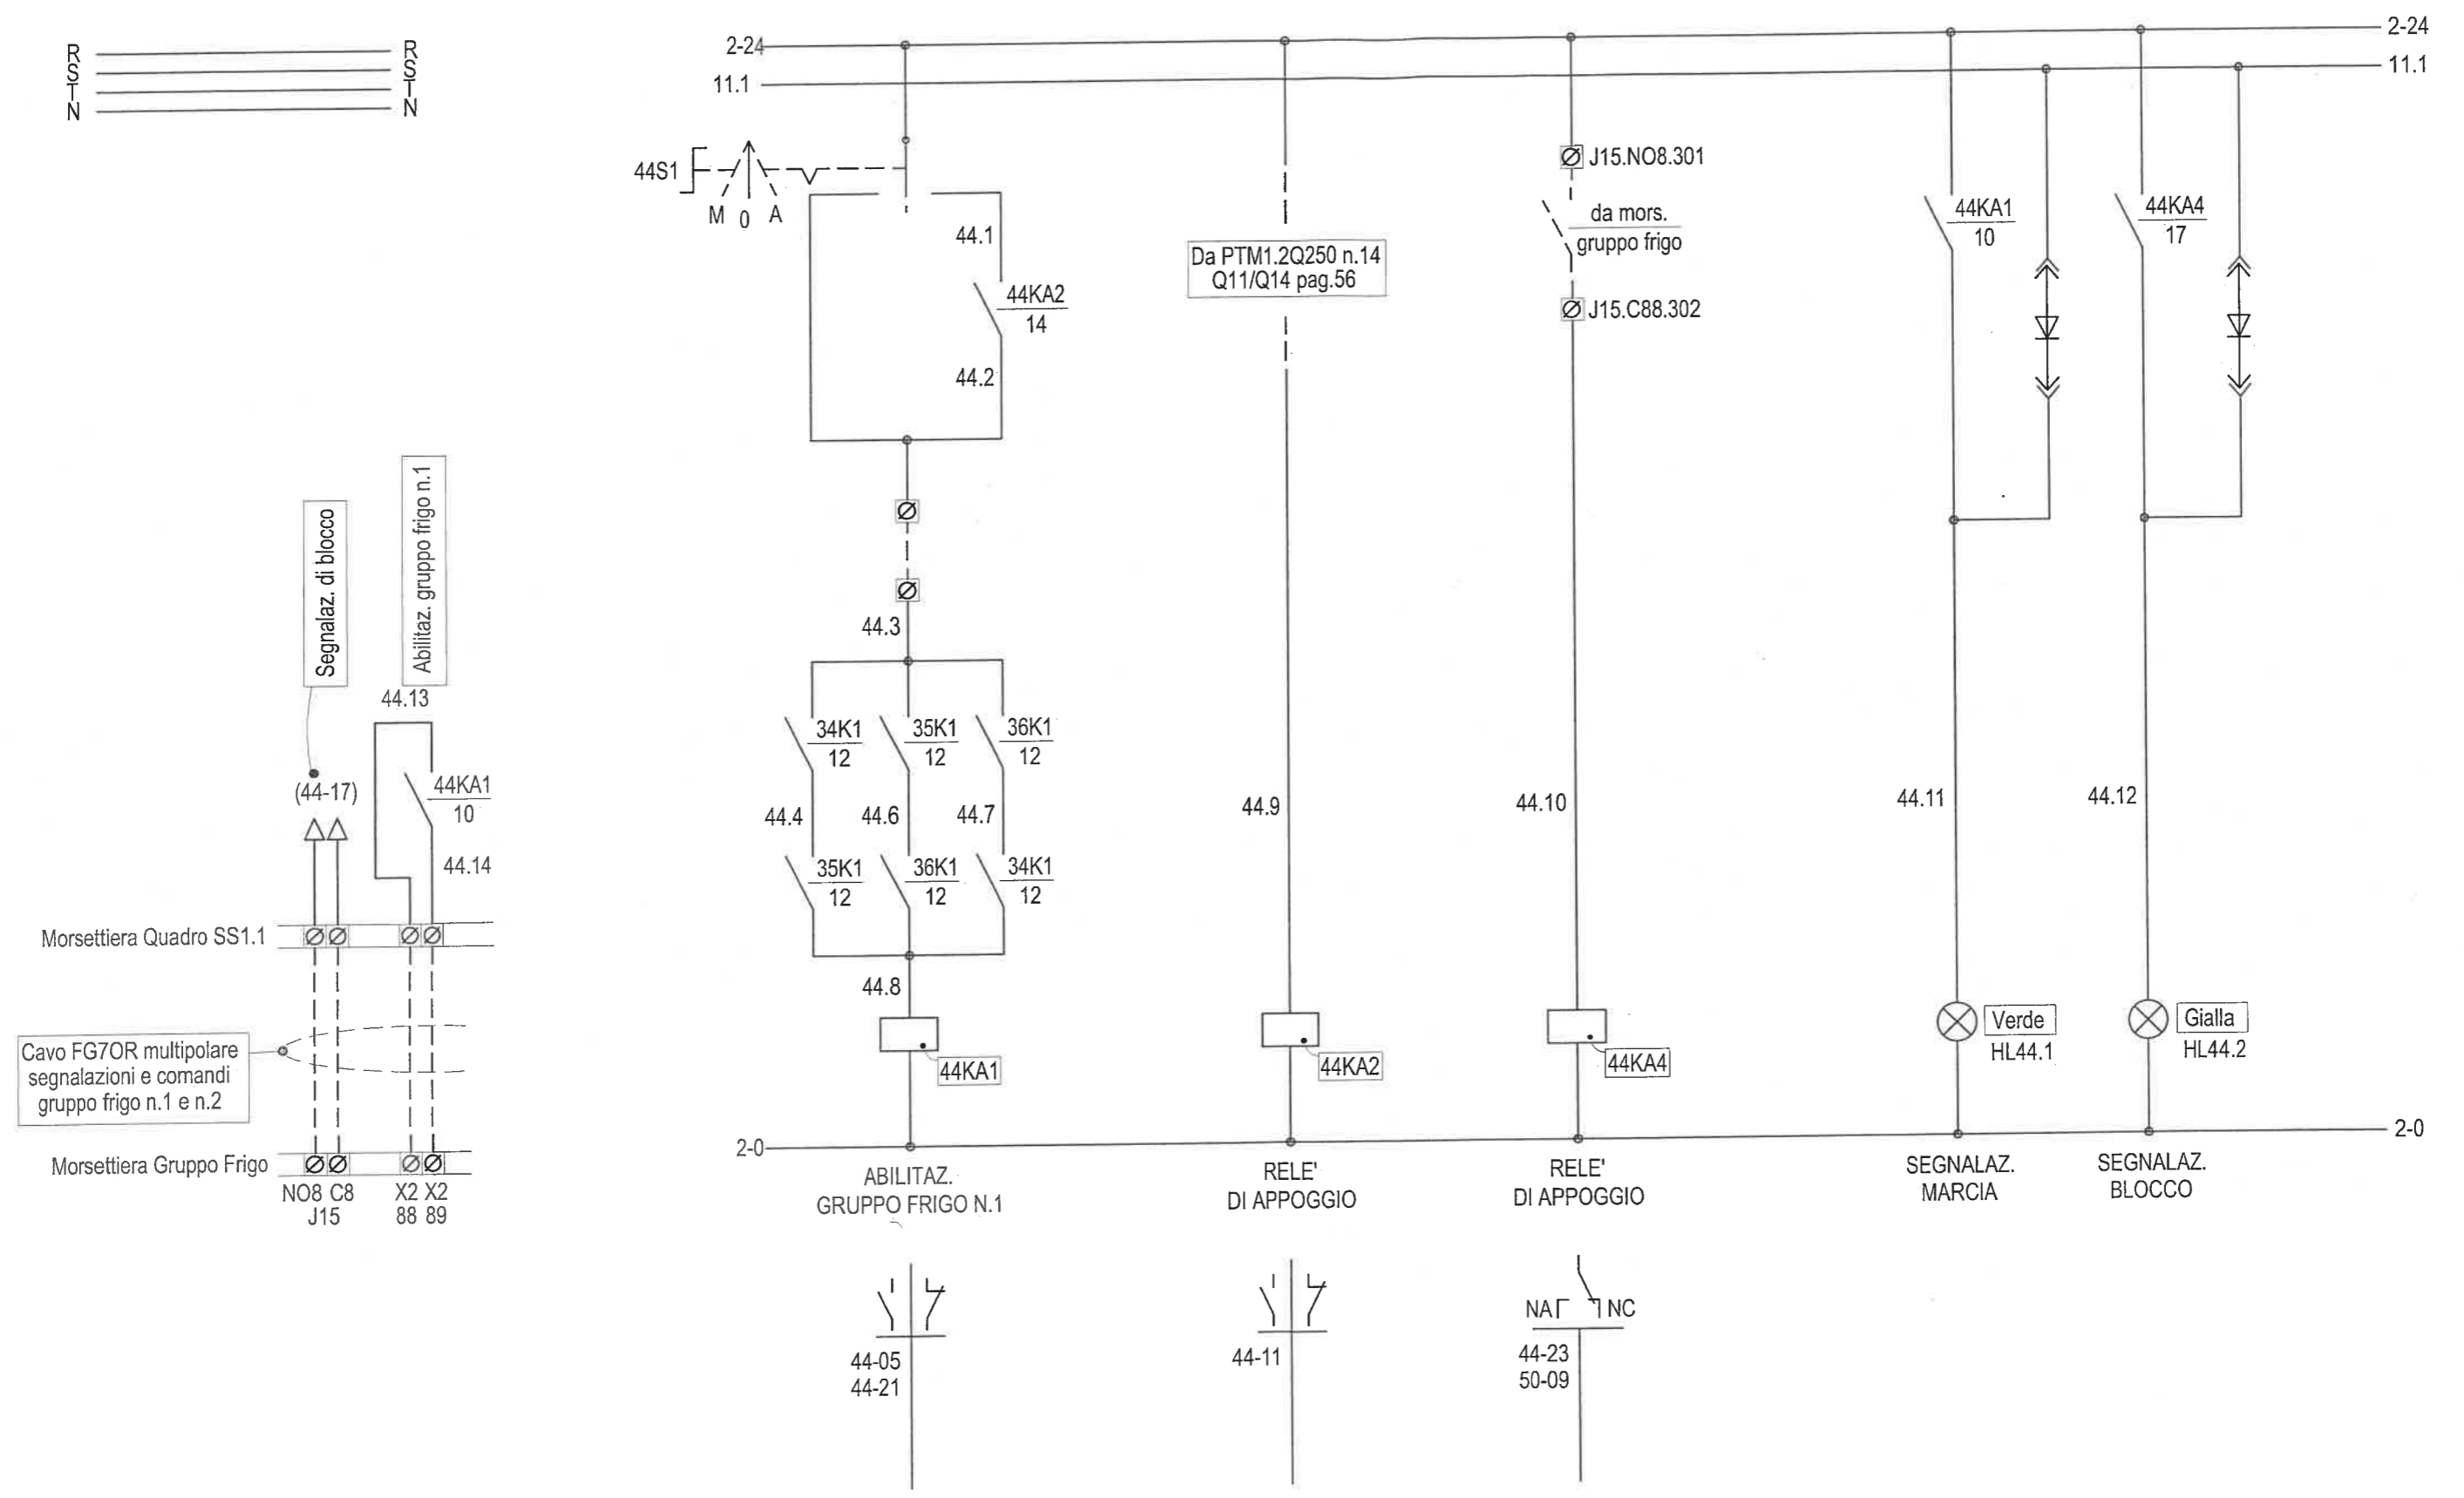 R
S
T
N
R
S
T
N
2-24
11.1
2-24
11.1
44S1
M 0 A
44.1
44KA2
14
44.2
Da PTM1.2Q250 n.14
Q11/Q14 pag.56
J15.NO8.301
da mors.
gruppo frigo
J15.C88.302
44KA1
10
44KA4
17
Segnalaz. di blocco
Abilitaz. gruppo frigo n.1
44.13
(44-17)
44KA1
10
44.14
Morsettiera Quadro SS1.1
Cavo FG7OR multipolare
segnalazioni e comandi
gruppo frigo n.1 e n.2
Morsettiera Gruppo Frigo
NO8 C8
J15
X2 X2
88 89
44.3
34K1
12
35K1
12
36K1
12
44.4
44.6
44.7
35K1
12
36K1
12
34K1
12
44.8
44KA1
44.9
44KA2
44.10
44KA4
44.11
Verde
HL44.1
44.12
Gialla
HL44.2
2-0
2-0
ABILITAZ.
GRUPPO FRIGO N.1
RELE'
DI APPOGGIO
RELE'
DI APPOGGIO
SEGNALAZ.
MARCIA
SEGNALAZ.
BLOCCO
44-05
44-21
44-11
NA NC
44-23
50-09